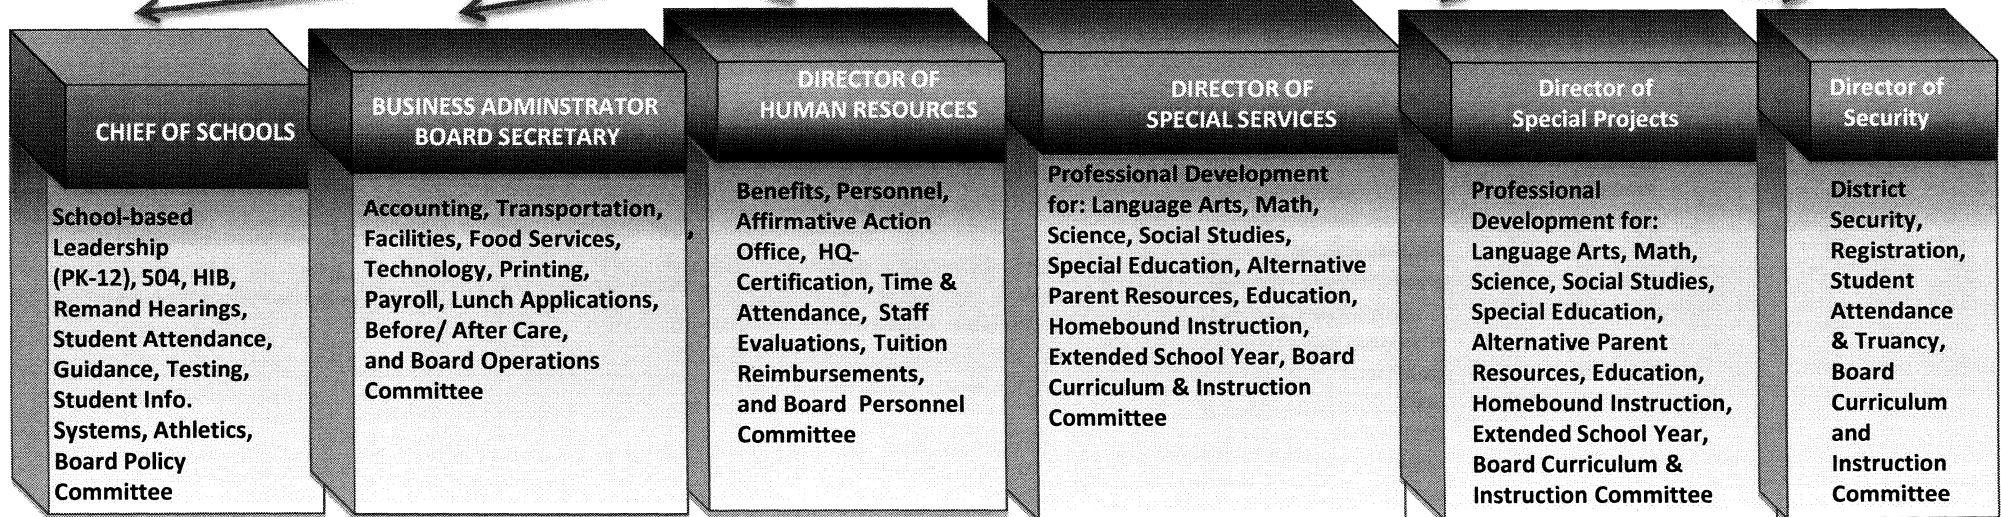 CHIEF OF SCHOOLS
School-based
Leadership
(PK-12), 504, HIB,
Remand Hearings,
Student Attendance,
Guidance, Testing,
Student Info.
Systems, Athletics,
Board Policy
Committee
BUSINESS ADMINSTRATOR
BOARD SECRETARY
Accounting, Transportation,
Facilities, Food Services,
Technology, Printing,
Payroll, Lunch Applications,
Before/ After Care,
and Board Operations
Committee
DIRECTOR OF
HUMAN RESOURCES
Benefits, Personnel,
Affirmative Action
Office, HQ-
Certification, Time &
Attendance, Staff
Evaluations, Tuition
Reimbursements,
and Board Personnel
Committee
DIRECTOR OF
SPECIAL SERVICES
Professional Development
for: Language Arts, Math,
Science, Social Studies,
Special Education, Alternative
Parent Resources, Education,
Homebound Instruction,
Extended School Year, Board
Curriculum & Instruction
Committee
Director of
Special Projects
Professional
Development for:
Language Arts, Math,
Science, Social Studies,
Special Education,
Alternative Parent
Resources, Education,
Homebound Instruction,
Extended School Year,
Board Curriculum &
Instruction Committee
Director of
Security
District
Security,
Registration,
Student
Attendance
& Truancy,
Board
Curriculum
and
Instruction
Committee